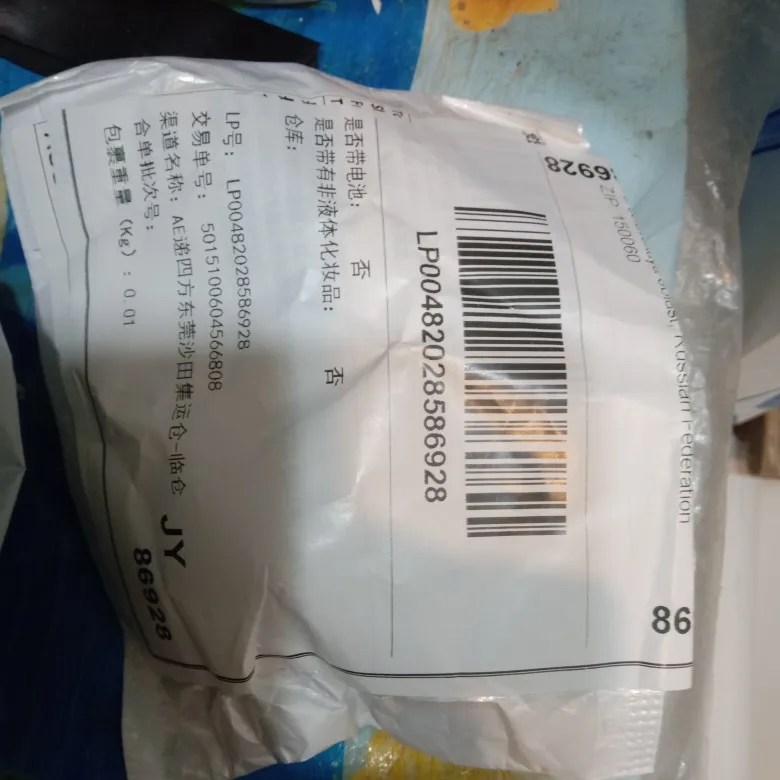 86928
ZIP 150060
Russian Federation
LP00482028586928
是否带电池： 否
是否带有非液体化妆品： 否
仓库：
LP号： LP00482028586928
交易单号： 5015100604566808
渠道名称： AE递四方东莞沙田集运仓-临仓
合单批次号：
包裹重量（Kg）： 0.01
JY
86928
86